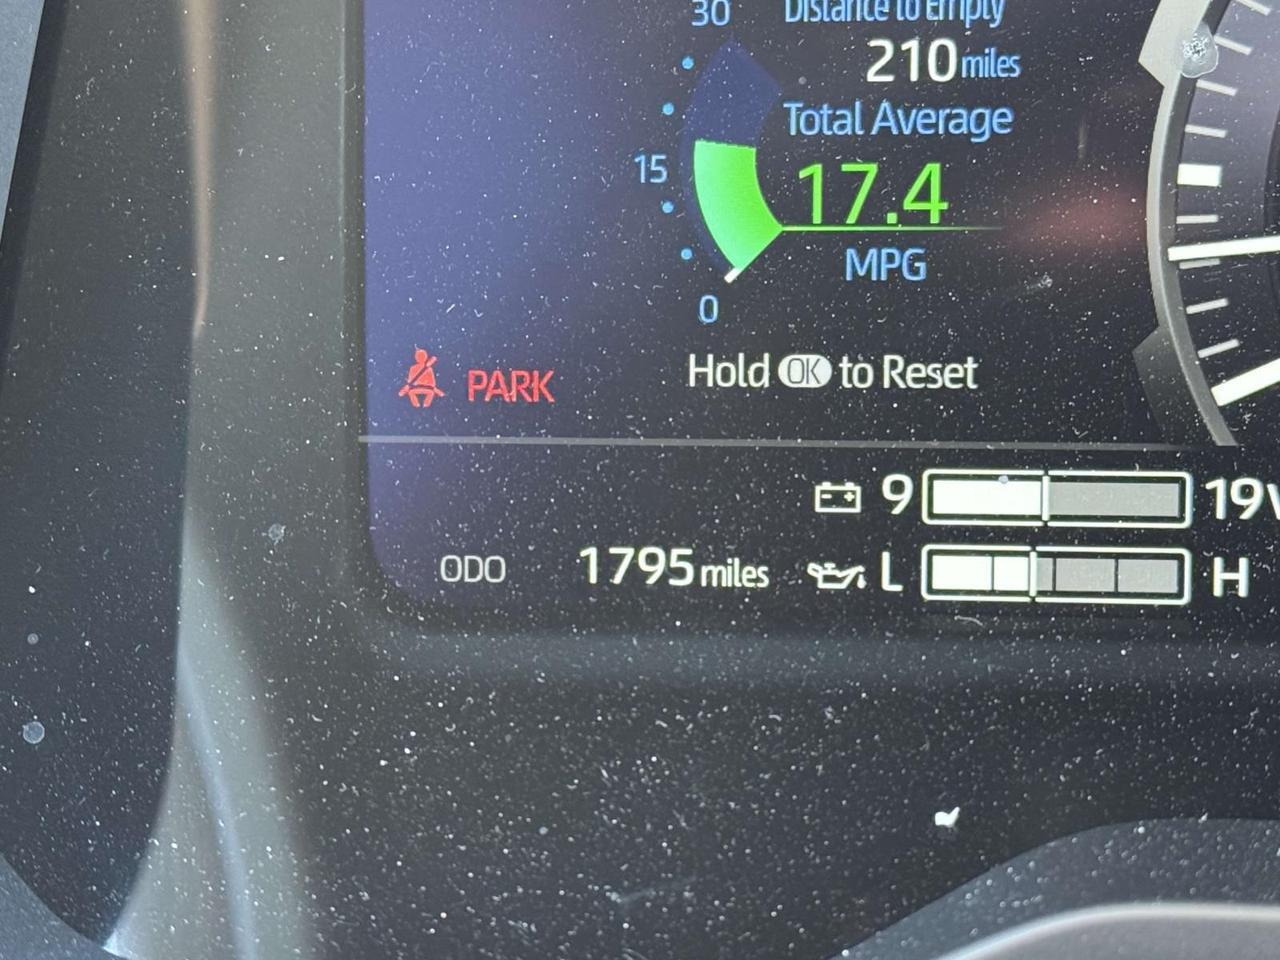 30
Distance to Empty
210 miles
Total Average
15
17.4
MPG
0
PARK
Hold OK to Reset
9
19V
ODO 1795 miles
L
H